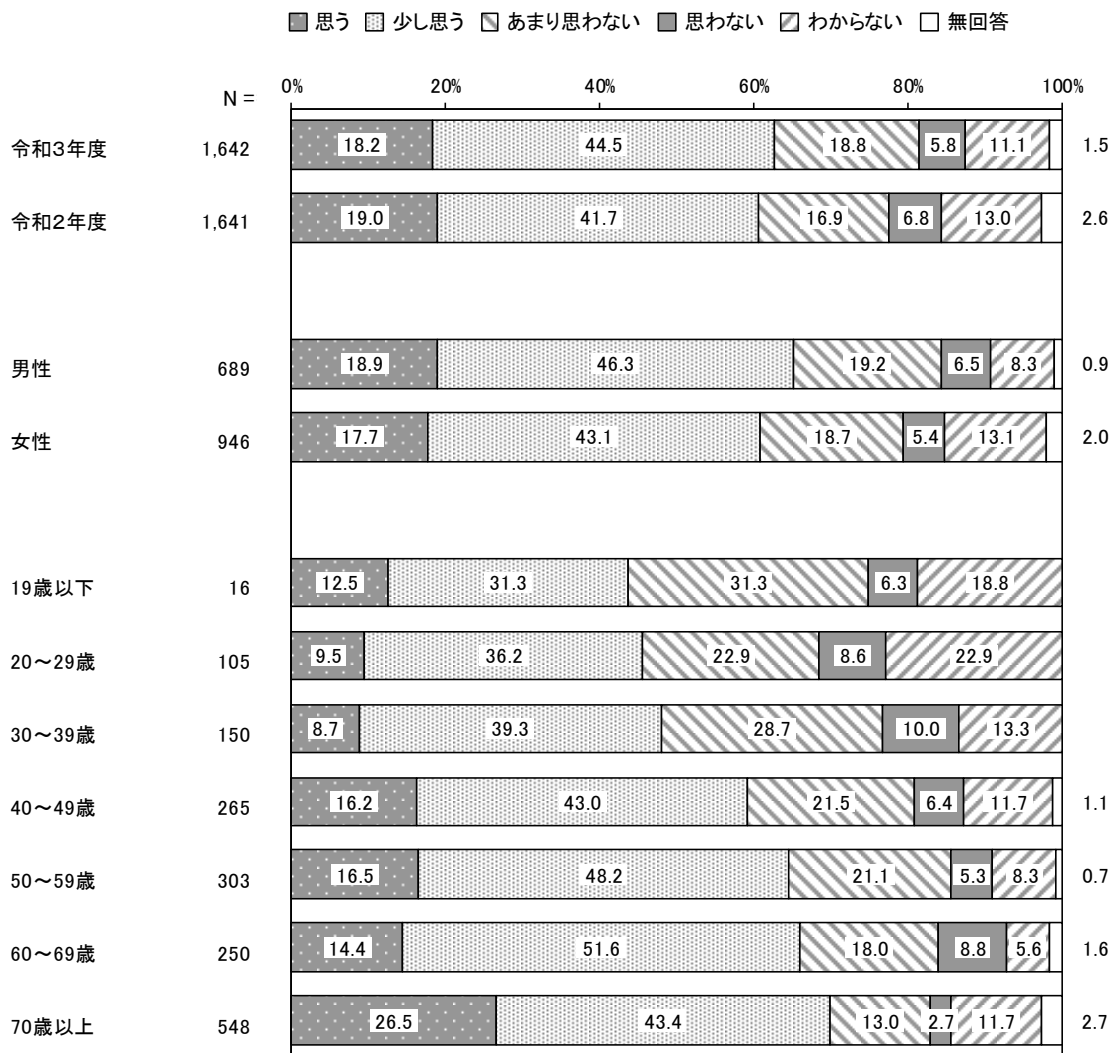 思う 少し思う あまり思わない 思わない わからない 無回答
N = 0% 20% 40% 60% 80% 100%
令和3年度 1,642 18.2 44.5 18.8 5.8 11.1 1.5
令和2年度 1,641 19.0 41.7 16.9 6.8 13.0 2.6
男性 689 18.9 46.3 19.2 6.5 8.3 0.9
女性 946 17.7 43.1 18.7 5.4 13.1 2.0
19歳以下 16 12.5 31.3 31.3 6.3 18.8
20～29歳 105 9.5 36.2 22.9 8.6 22.9
30～39歳 150 8.7 39.3 28.7 10.0 13.3
40～49歳 265 16.2 43.0 21.5 6.4 11.7 1.1
50～59歳 303 16.5 48.2 21.1 5.3 8.3 0.7
60～69歳 250 14.4 51.6 18.0 8.8 5.6 1.6
70歳以上 548 26.5 43.4 13.0 2.7 11.7 2.7